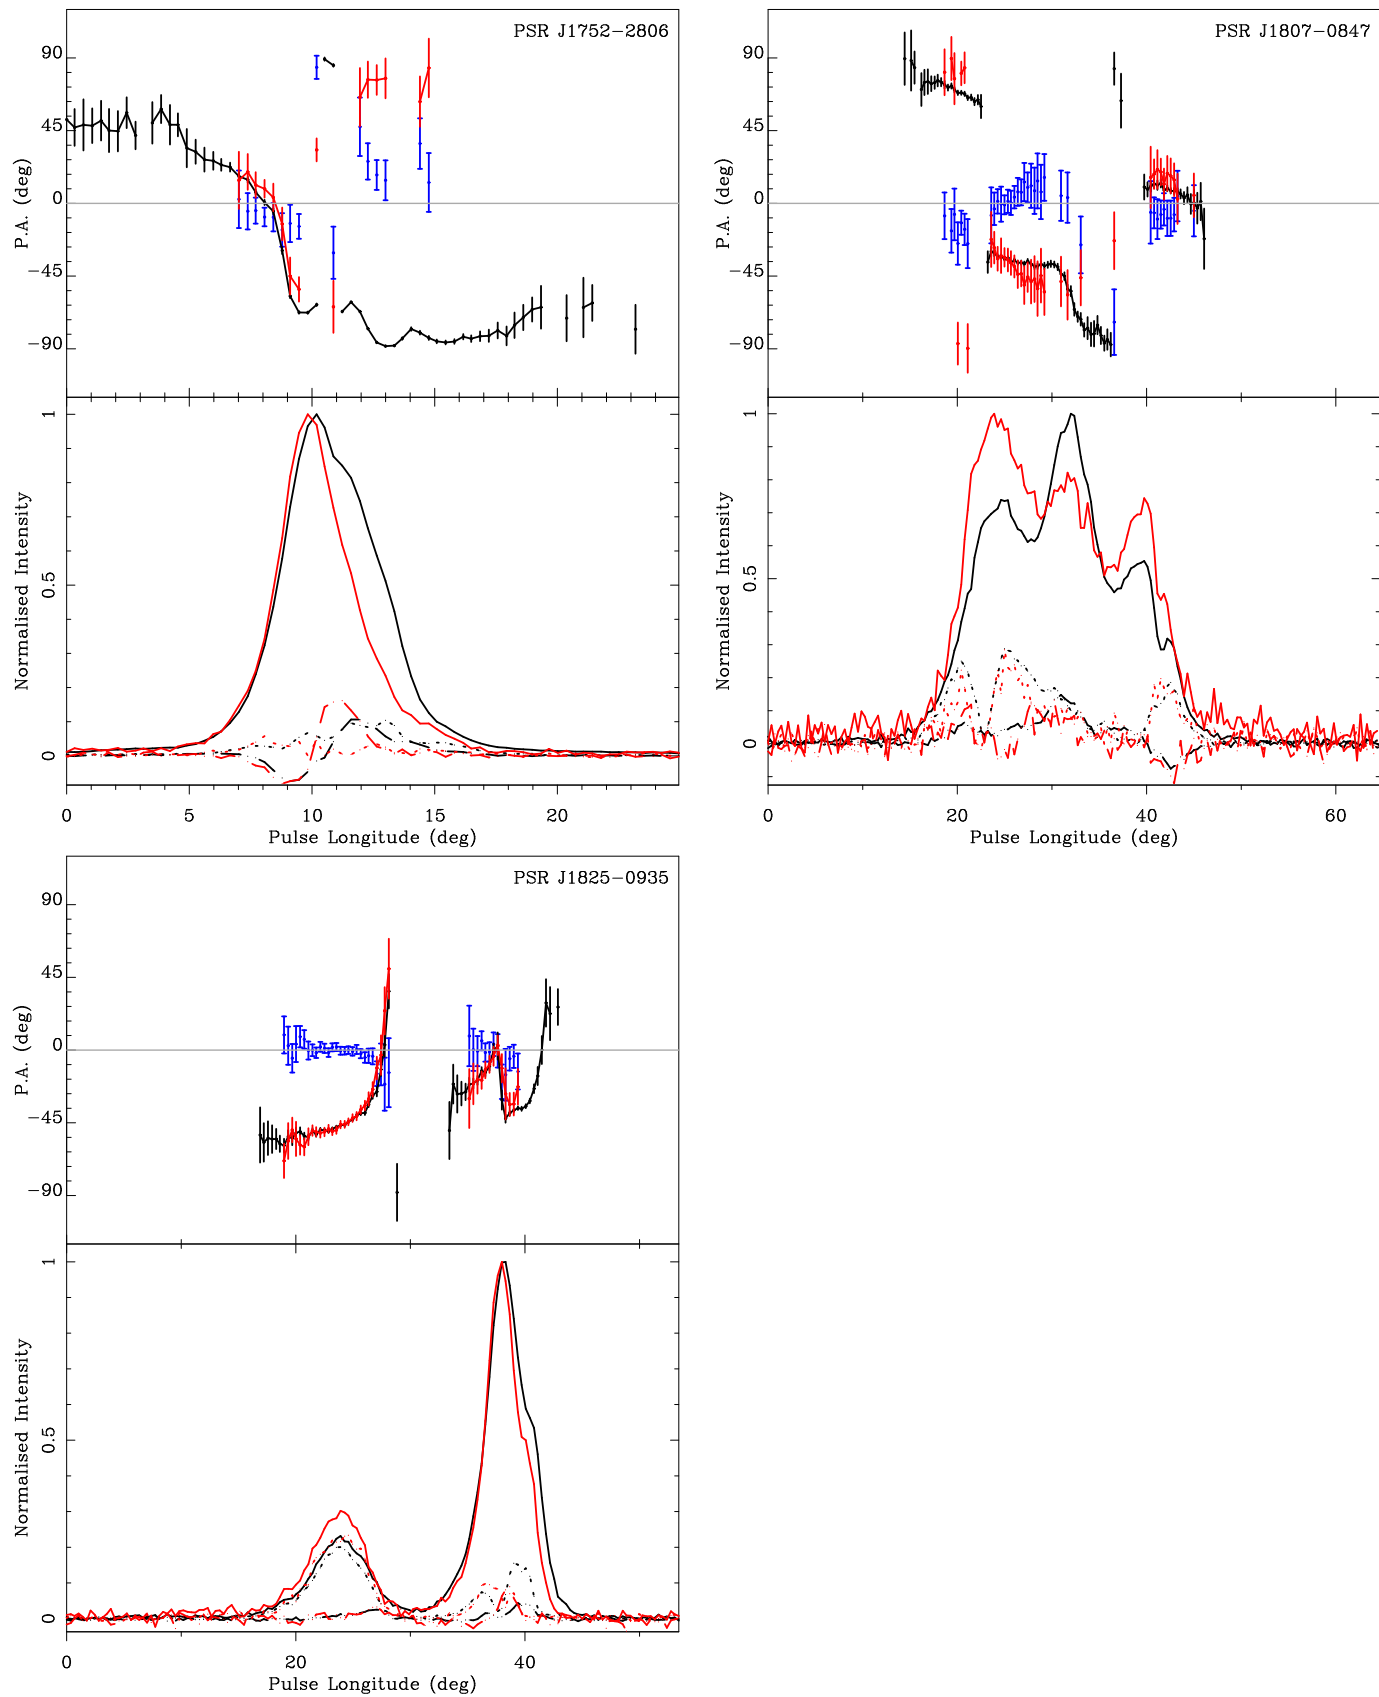 PSR J1752−2806
90
45
0
−45
−90
P.A. (deg)
1
0.5
0
Normalised Intensity
0 5 10 15 20
Pulse Longitude (deg)
PSR J1807−0847
90
45
0
−45
−90
P.A. (deg)
1
0.5
0
Normalised Intensity
0 20 40 60
Pulse Longitude (deg)
PSR J1825−0935
90
45
0
−45
−90
P.A. (deg)
1
0.5
0
Normalised Intensity
0 20 40
Pulse Longitude (deg)